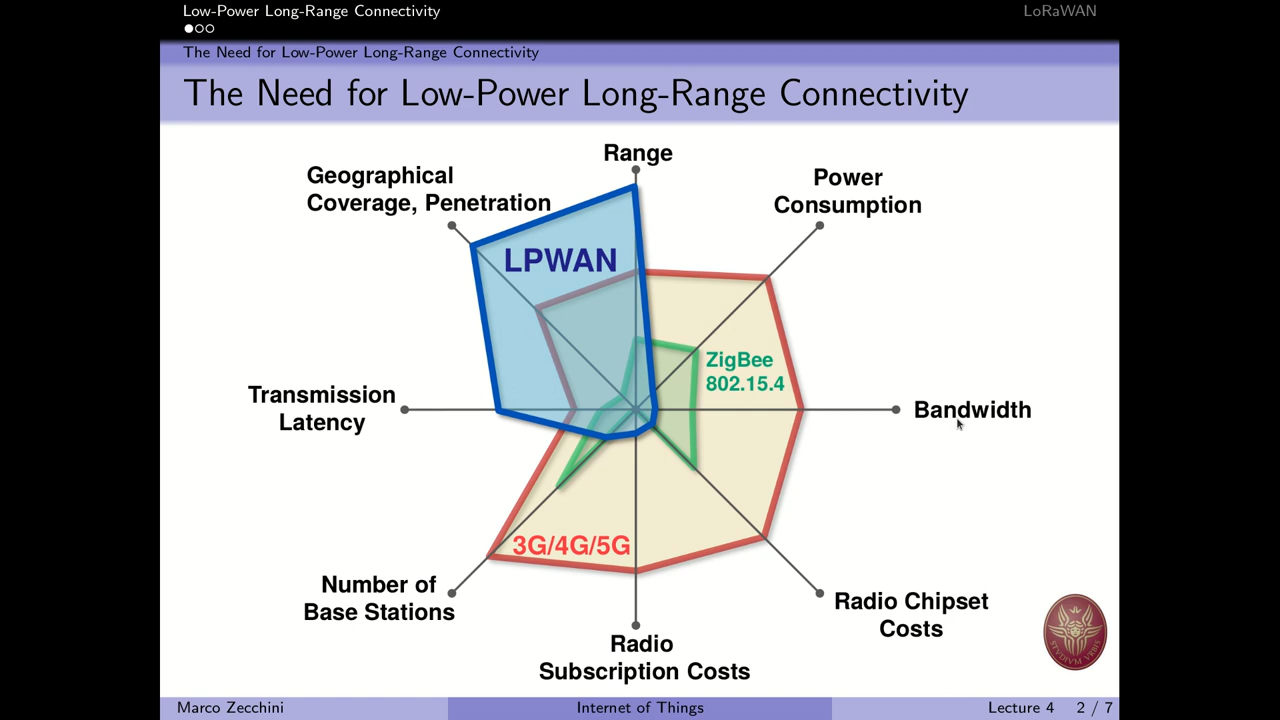 Low-Power Long-Range Connectivity
LoRaWAN
The Need for Low-Power Long-Range Connectivity
The Need for Low-Power Long-Range Connectivity
Range
Geographical
Coverage, Penetration
Power
Consumption
LPWAN
ZigBee
802.15.4
Transmission
Latency
Bandwidth
3G/4G/5G
Number of
Base Stations
Radio Chipset
Costs
Radio
Subscription Costs
STVDIVM VRBIS
Marco Zecchini
Internet of Things
Lecture 4 2 / 7